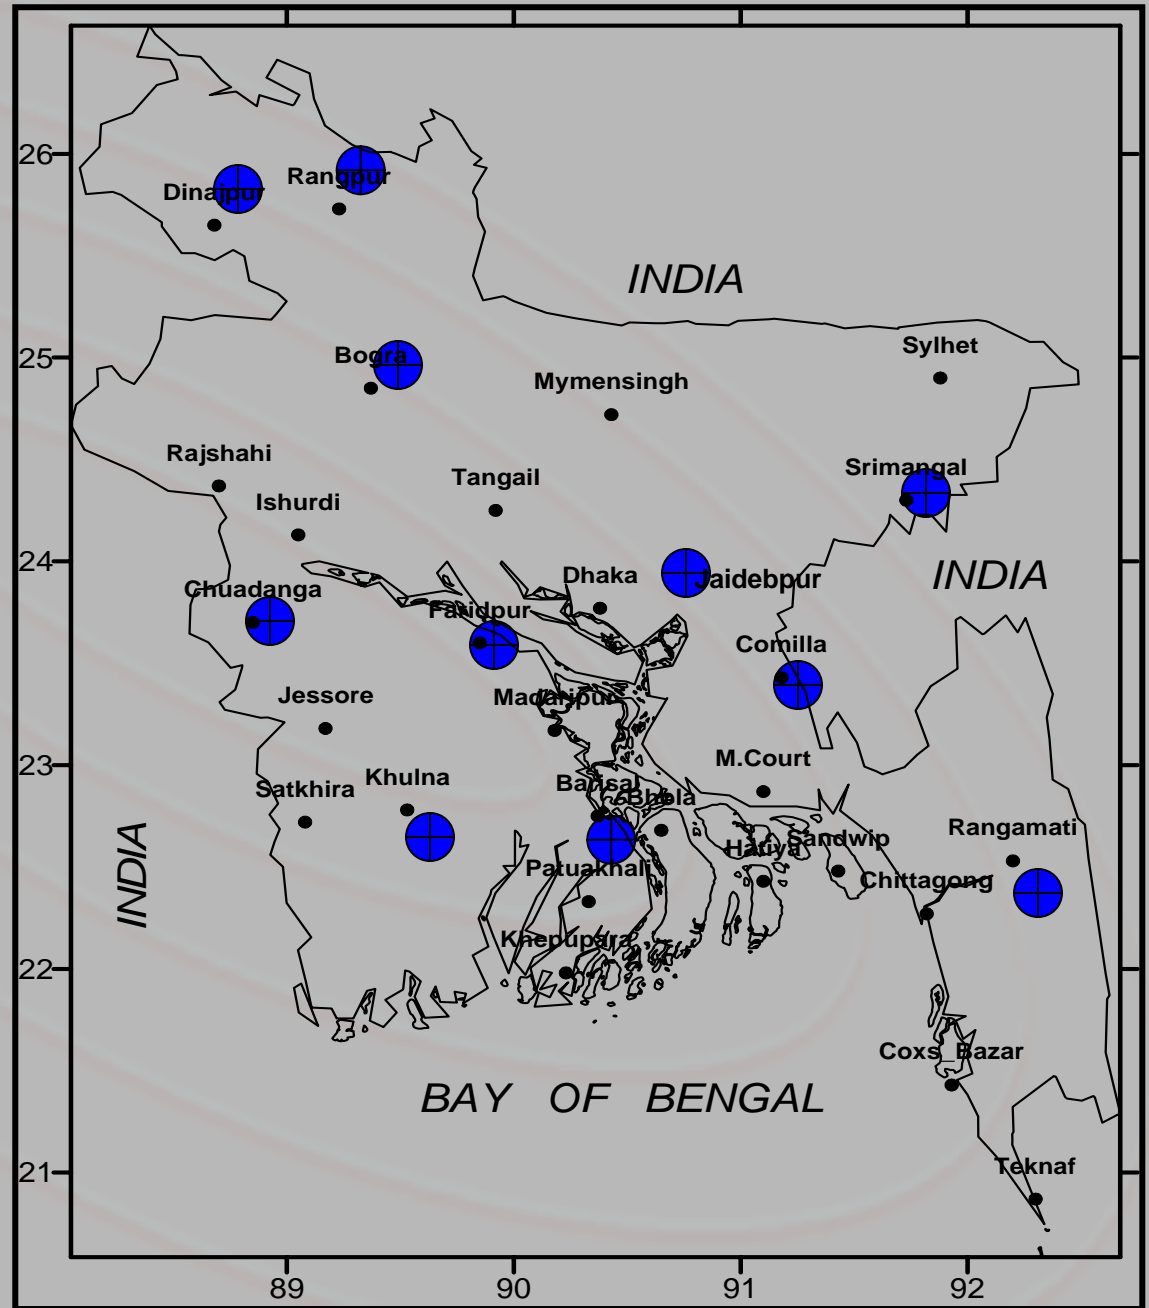 26
Rangpur
Dinajpur
INDIA
25
Sylhet
Bogra
Mymensingh
Rajshahi
Srimangal
Tangail
Ishurdi
24
Dhaka
INDIA
Jaidebpur
Chuadanga
Faridpur
Comilla
Jessore
Madaripur
23
M.Court
Khulna
Satkhira
Barisal
Bhola
Rangamati
Sandwip
Hatiya
INDIA
Patuakhali
Chittagong
Khepupara
22
Coxs_Bazar
BAY OF BENGAL
21
Teknaf
89 90 91 92